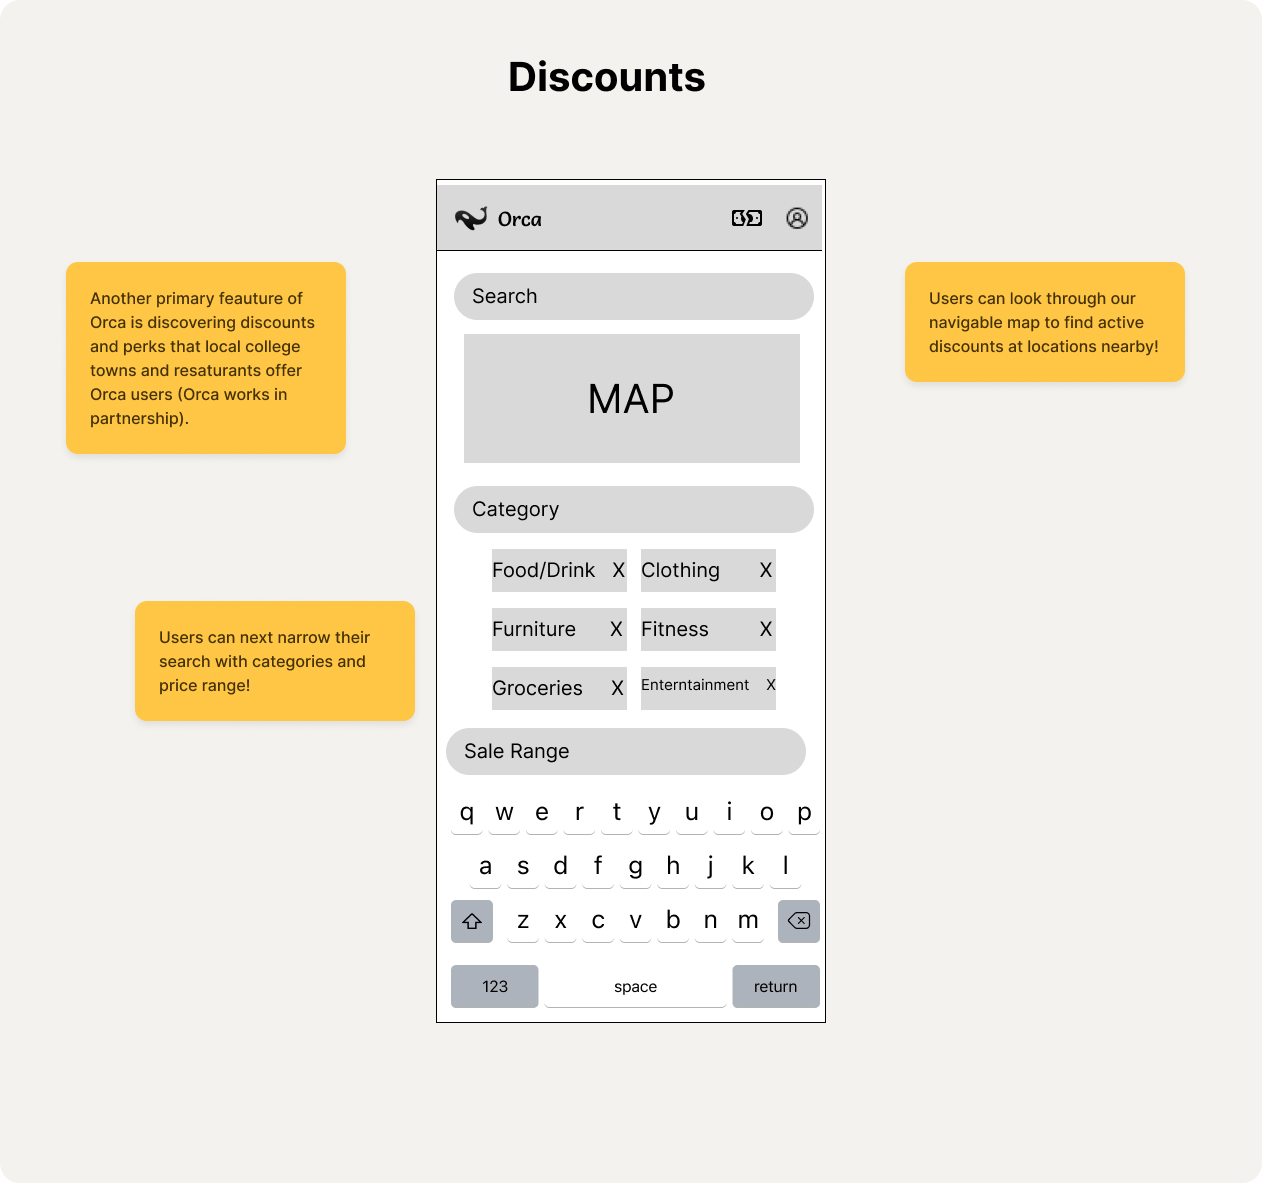 Discounts
Orca
Another primary feauture of
Orca is discovering discounts
and perks that local college
towns and resaturants offer
Orca users (Orca works in
partnership).
Users can look through our
navigable map to find active
discounts at locations nearby!
Search
MAP
Category
Food/Drink X Clothing X
Furniture X Fitness X
Groceries X Enterntainment X
Users can next narrow their
search with categories and
price range!
Sale Range
q w e r t y u i o p
a s d f g h j k l
z x c v b n m
123 space return